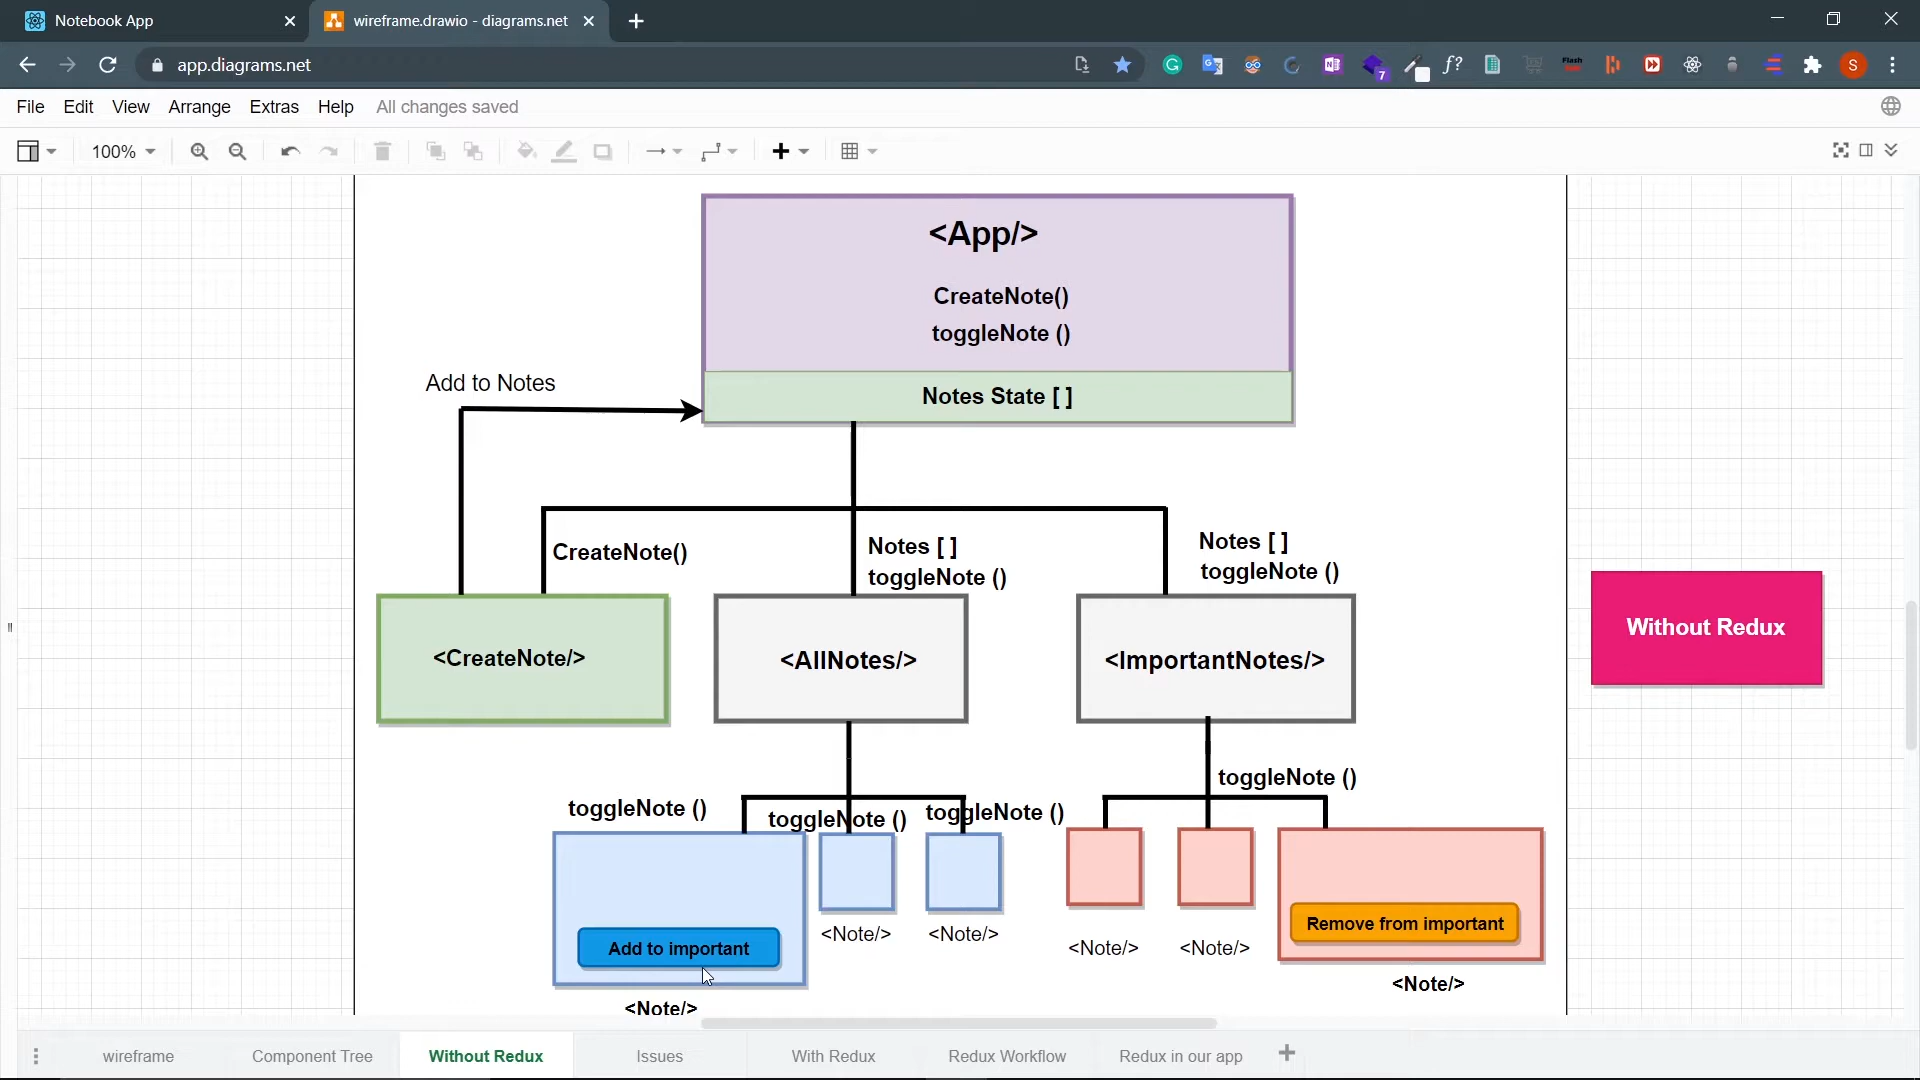 Notebook App
wireframe.drawio - diagrams.net
app.diagrams.net
7
f?
Flash
S
File Edit View Arrange Extras Help All changes saved
100%
<App/>
CreateNote()
toggleNote ()
Notes State [ ]
Add to Notes
CreateNote()
Notes [ ]
toggleNote ()
Notes [ ]
toggleNote ()
<CreateNote/>
<AllNotes/>
<ImportantNotes/>
Without Redux
toggleNote ()
toggleNote ()
toggleNote ()
toggleNote ()
Add to important
<Note/>
<Note/>
<Note/>
<Note/>
<Note/>
Remove from important
<Note/>
wireframe Component Tree Without Redux Issues With Redux Redux Workflow Redux in our app